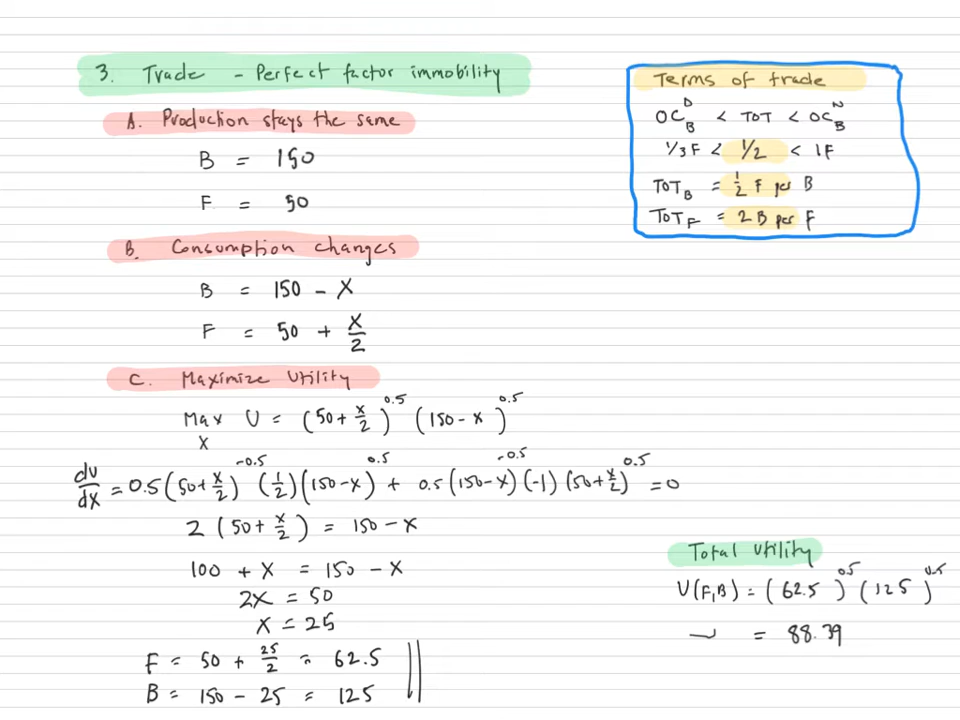 3. Trade - Perfect factor immobility
A. Production stays the same
B = 150
F = 50
B. Consumption changes
B = 150 - X
F = 50 + X/2
C. Maximize Utility
Max U = (50 + x/2)^0.5 (150 - x)^0.5
X
du/dx = 0.5 (50 + x/2)^-0.5 (1/2) (150 - x)^0.5 + 0.5 (150 - x)^-0.5 (-1) (50 + x/2)^0.5 = 0
2 (50 + x/2) = 150 - x
100 + x = 150 - x
2x = 50
x = 25
F = 50 + 25/2 = 62.5
B = 150 - 25 = 125
Terms of trade
OC_B^D < TOT < OC_B^N
1/3 F < 1/2 < 1F
TOT_B = 1/2 F per B
TOT_F = 2 B per F
Total Utility
U(F,B) = (62.5)^0.5 (125)^0.5
= 88.39